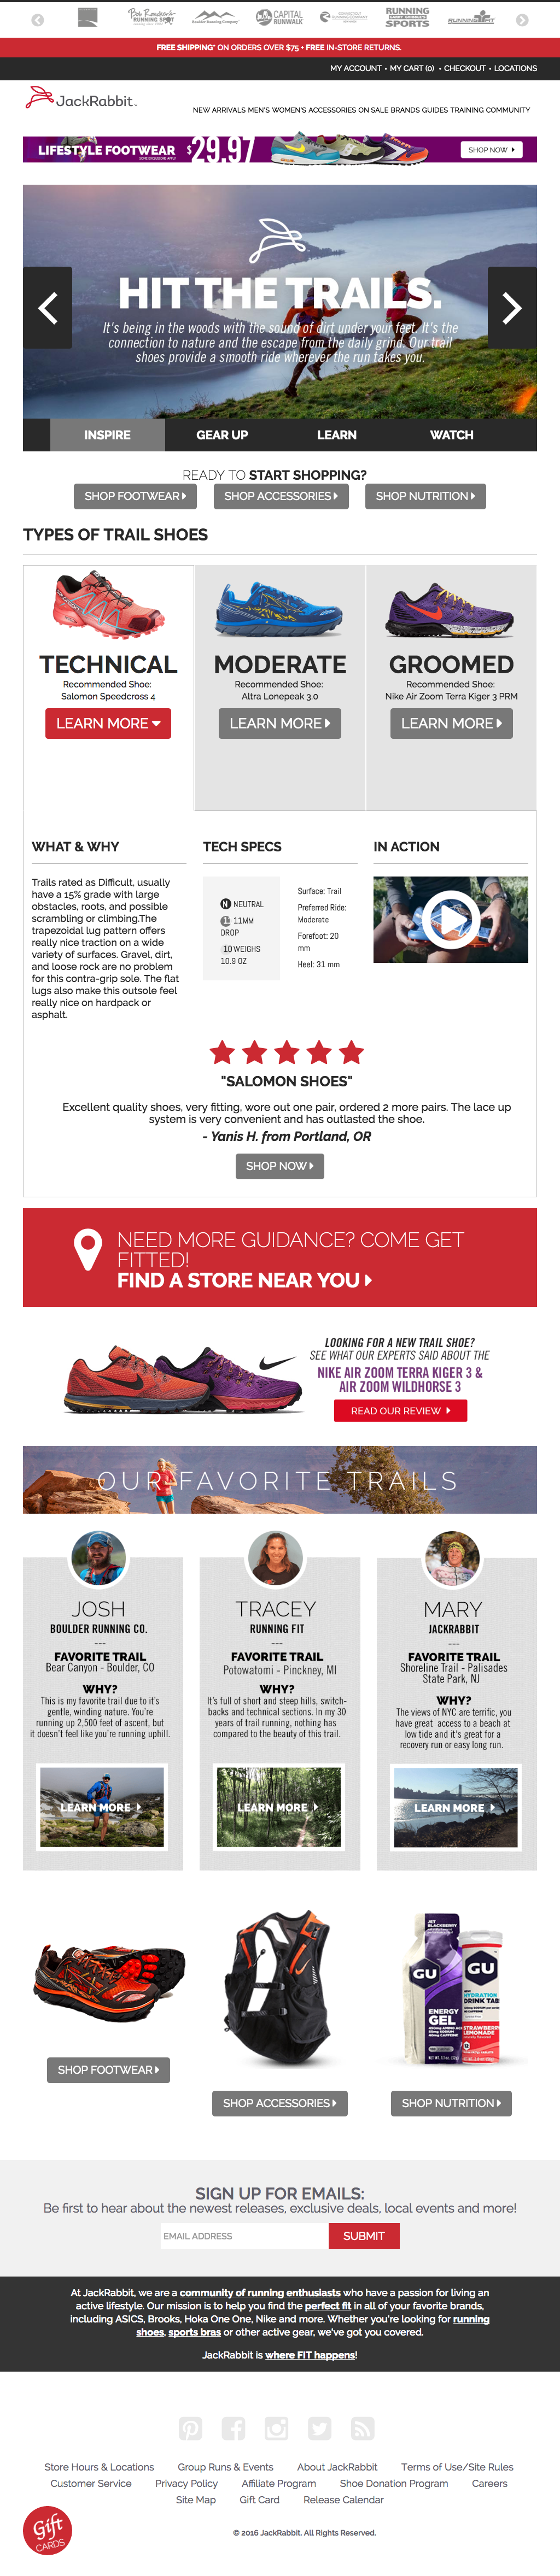 CAPITAL
RUNWALK
RUNNING
SPORTS
FREE SHIPPING* ON ORDERS OVER $75 + FREE IN-STORE RETURNS.
MY ACCOUNT • MY CART (0) • CHECKOUT • LOCATIONS
JackRabbit
NEW ARRIVALS MEN'S WOMEN'S ACCESSORIES ON SALE BRANDS GUIDES TRAINING COMMUNITY
LIFESTYLE FOOTWEAR $29.97 SHOP NOW
HIT THE TRAILS.
It's being in the woods with the sound of dirt under your feet. It's the
connection to nature and the escape from the daily grind. Our trail
shoes provide a smooth ride wherever the run takes you.
INSPIRE GEAR UP LEARN WATCH
READY TO START SHOPPING?
SHOP FOOTWEAR SHOP ACCESSORIES SHOP NUTRITION
TYPES OF TRAIL SHOES
TECHNICAL
Recommended Shoe:
Salomon Speedcross 4
LEARN MORE
MODERATE
Recommended Shoe:
Altra Lonepeak 3.0
LEARN MORE
GROOMED
Recommended Shoe:
Nike Air Zoom Terra Kiger 3 PRM
LEARN MORE
WHAT & WHY
Trails rated as Difficult, usually
have a 15% grade with large
obstacles, roots, and possible
scrambling or climbing.The
trapezoidal lug pattern offers
really nice traction on a wide
variety of surfaces. Gravel, dirt,
and loose rock are no problem
for this contra-grip sole. The flat
lugs also make this outsole feel
really nice on hardpack or
asphalt.
TECH SPECS
N NEUTRAL
11MM
DROP
10 WEIGHS
10.9 OZ
Surface: Trail
Preferred Ride:
Moderate
Forefoot: 20
mm
Heel: 31 mm
IN ACTION
"SALOMON SHOES"
Excellent quality shoes, very fitting, wore out one pair, ordered 2 more pairs. The lace up
system is very convenient and has outlasted the shoe.
- Yanis H. from Portland, OR
SHOP NOW
NEED MORE GUIDANCE? COME GET
FITTED!
FIND A STORE NEAR YOU
LOOKING FOR A NEW TRAIL SHOE?
SEE WHAT OUR EXPERTS SAID ABOUT THE
NIKE AIR ZOOM TERRA KIGER 3 &
AIR ZOOM WILDHORSE 3
READ OUR REVIEW
OUR FAVORITE TRAILS
JOSH
BOULDER RUNNING CO.
---
FAVORITE TRAIL
Bear Canyon - Boulder, CO
WHY?
This is my favorite trail due to it's
gentle, winding nature. You're
running up 2,500 feet of ascent, but
it doesn't feel like you're running uphill.
LEARN MORE
TRACEY
RUNNING FIT
---
FAVORITE TRAIL
Potowatomi - Pinckney, MI
WHY?
It's full of short and steep hills, switch-
backs and technical sections. In my 30
years of trail running, nothing has
compared to the beauty of this trail.
LEARN MORE
MARY
JACKRABBIT
---
FAVORITE TRAIL
Shoreline Trail - Palisades
State Park, NJ
WHY?
The views of NYC are terrific, you
have great access to a beach at
low tide and it's great for a
recovery run or easy long run.
LEARN MORE
JET
BLACKBERRY
GU
ENERGY
GEL
GU
HYDRATION
DRINK TABS
STRAWBERRY
LEMONADE
SHOP FOOTWEAR
SHOP ACCESSORIES
SHOP NUTRITION
SIGN UP FOR EMAILS:
Be first to hear about the newest releases, exclusive deals, local events and more!
EMAIL ADDRESS SUBMIT
At JackRabbit, we are a community of running enthusiasts who have a passion for living an
active lifestyle. Our mission is to help you find the perfect fit in all of your favorite brands,
including ASICS, Brooks, Hoka One One, Nike and more. Whether you're looking for running
shoes, sports bras or other active gear, we've got you covered.
JackRabbit is where FIT happens!
Store Hours & Locations Group Runs & Events About JackRabbit Terms of Use/Site Rules
Customer Service Privacy Policy Affiliate Program Shoe Donation Program Careers
Site Map Gift Card Release Calendar
Gift
CARDS
© 2016 JackRabbit. All Rights Reserved.